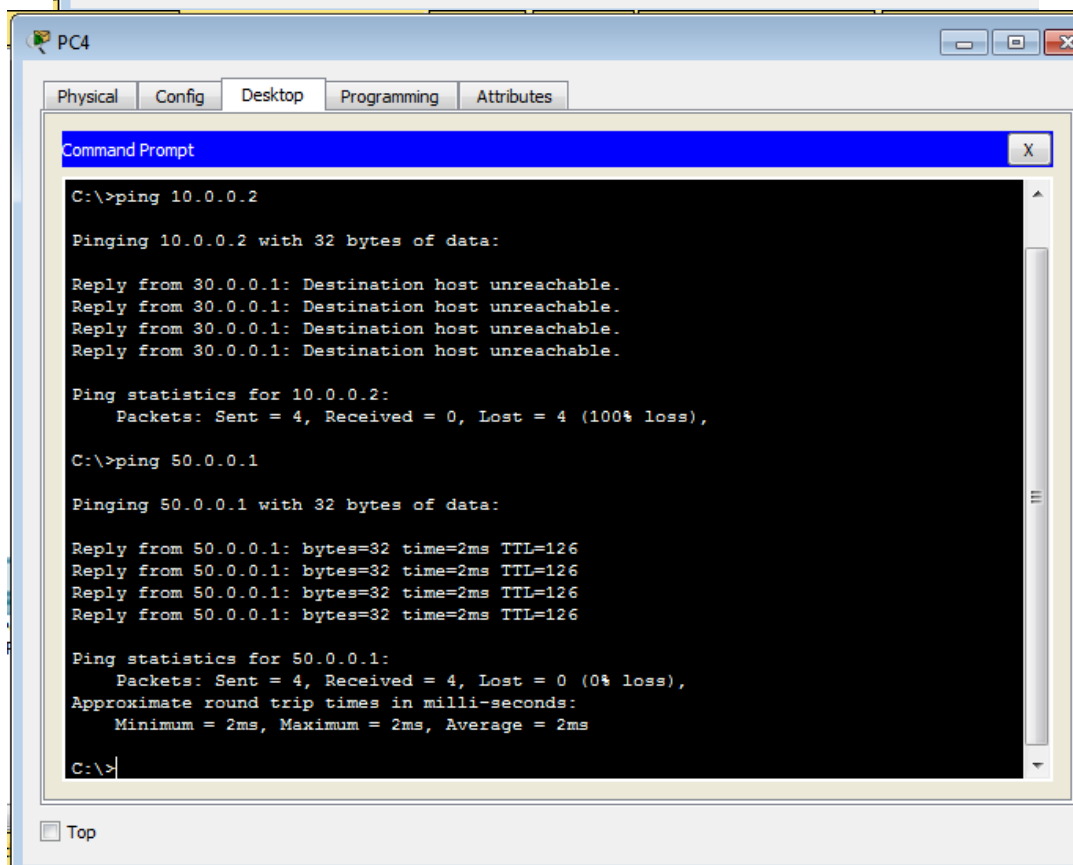 PC4
Physical Config Desktop Programming Attributes
Command Prompt X
C:\>ping 10.0.0.2
Pinging 10.0.0.2 with 32 bytes of data:
Reply from 30.0.0.1: Destination host unreachable.
Reply from 30.0.0.1: Destination host unreachable.
Reply from 30.0.0.1: Destination host unreachable.
Reply from 30.0.0.1: Destination host unreachable.
Ping statistics for 10.0.0.2:
Packets: Sent = 4, Received = 0, Lost = 4 (100% loss),
C:\>ping 50.0.0.1
Pinging 50.0.0.1 with 32 bytes of data:
Reply from 50.0.0.1: bytes=32 time=2ms TTL=126
Reply from 50.0.0.1: bytes=32 time=2ms TTL=126
Reply from 50.0.0.1: bytes=32 time=2ms TTL=126
Reply from 50.0.0.1: bytes=32 time=2ms TTL=126
Ping statistics for 50.0.0.1:
Packets: Sent = 4, Received = 4, Lost = 0 (0% loss),
Approximate round trip times in milli-seconds:
Minimum = 2ms, Maximum = 2ms, Average = 2ms
C:\>
Top